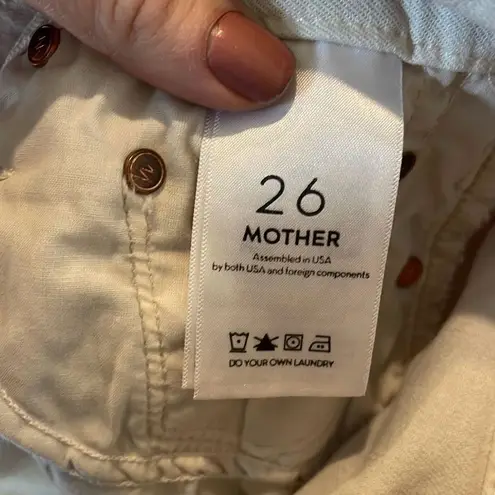 26
MOTHER
Assembled in USA
by both USA and foreign components
DO YOUR OWN LAUNDRY